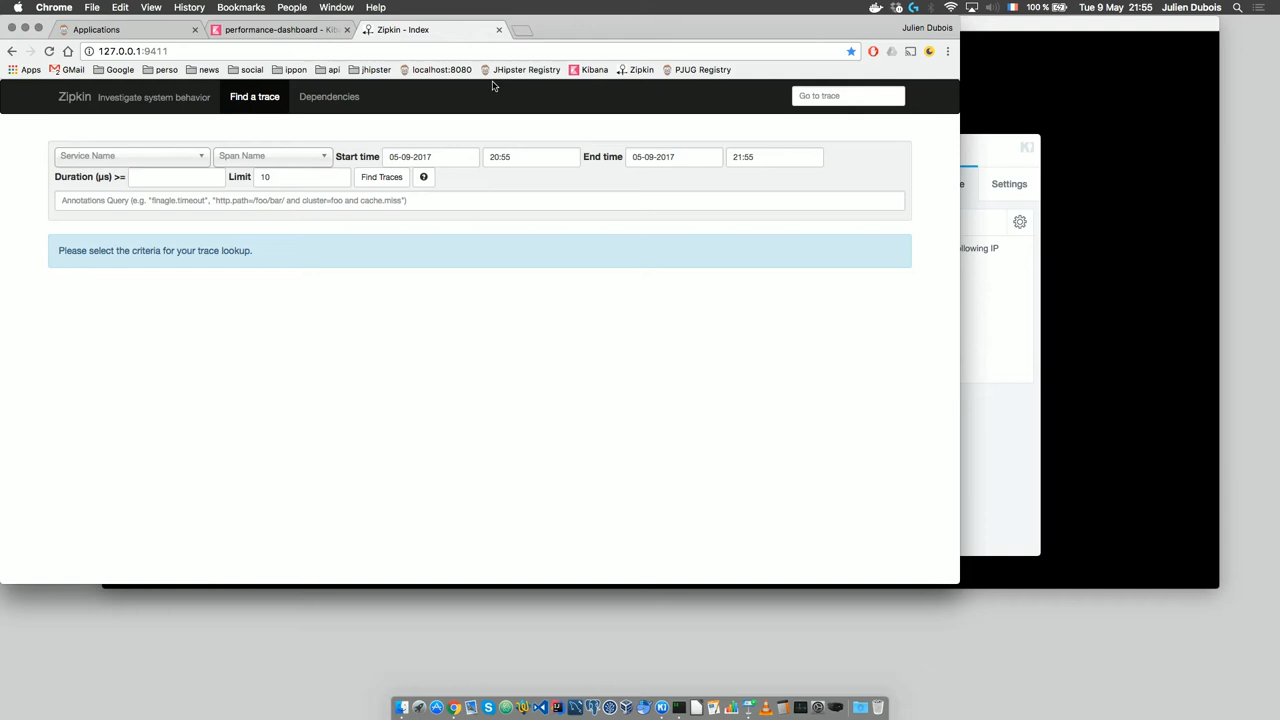 Chrome File Edit View History Bookmarks People Window Help 100 % Tue 9 May 21:55 Julien Dubois
Applications performance-dashboard - Kib Zipkin - Index Julien Dubois
127.0.0.1:9411
Apps GMail Google perso news social ippon api jhipster localhost:8080 JHipster Registry Kibana Zipkin PJUG Registry
Zipkin Investigate system behavior Find a trace Dependencies Go to trace
Service Name Span Name Start time 05-09-2017 20:55 End time 05-09-2017 21:55
Duration (μs) >= Limit 10 Find Traces
Annotations Query (e.g. "finagle.timeout", "http.path=/foo/bar/ and cluster=foo and cache.miss")
Please select the criteria for your trace lookup.
e Settings
llowing IP